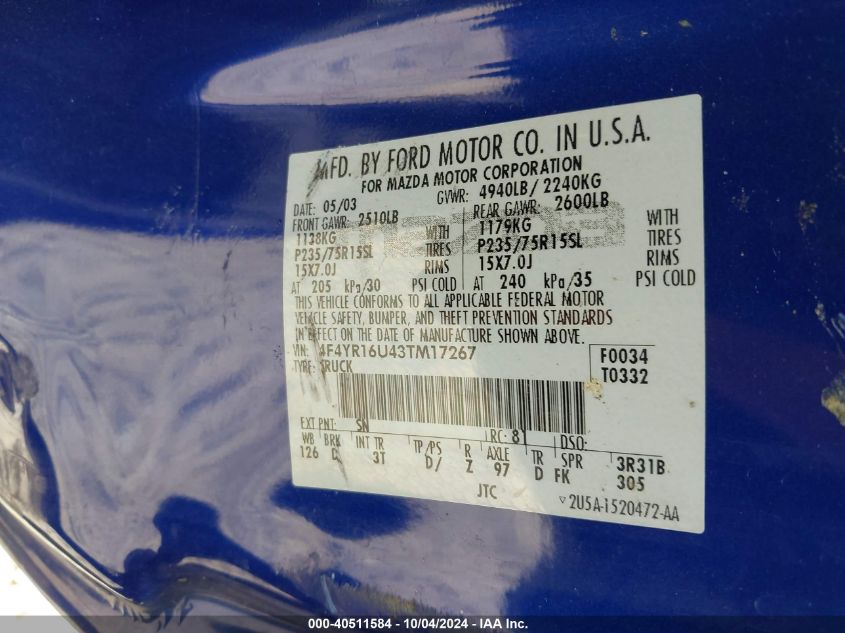 MFD. BY FORD MOTOR CO. IN U.S.A.
FOR MAZDA MOTOR CORPORATION
DATE: 05/03 GVWR: 4940LB/ 2240KG
FRONT GAWR: 2510LB REAR GAWR: 2600LB
1138KG WITH 1179KG WITH
P235/75R15SL TIRES P235/75R15SL TIRES
15X7.0J RIMS 15X7.0J RIMS
AT 205 kPa/30 PSI COLD AT 240 kPa/35 PSI COLD
THIS VEHICLE CONFORMS TO ALL APPLICABLE FEDERAL MOTOR
VEHICLE SAFETY, BUMPER, AND THEFT PREVENTION STANDARDS
IN EFFECT ON THE DATE OF MANUFACTURE SHOWN ABOVE.
VIN: 4F4YR16U43TM17267 F0034
TYPE: TRUCK T0332
EXT PNT: SN RC: 81 DSO:
WB BRK INT TR TP/PS R AXLE TR SPR 3R31B
126 C 3T D/ Z 97 D FK 305
JTC 2U5A-1520472-AA
000-40511584 - 10/04/2024 - IAA Inc.